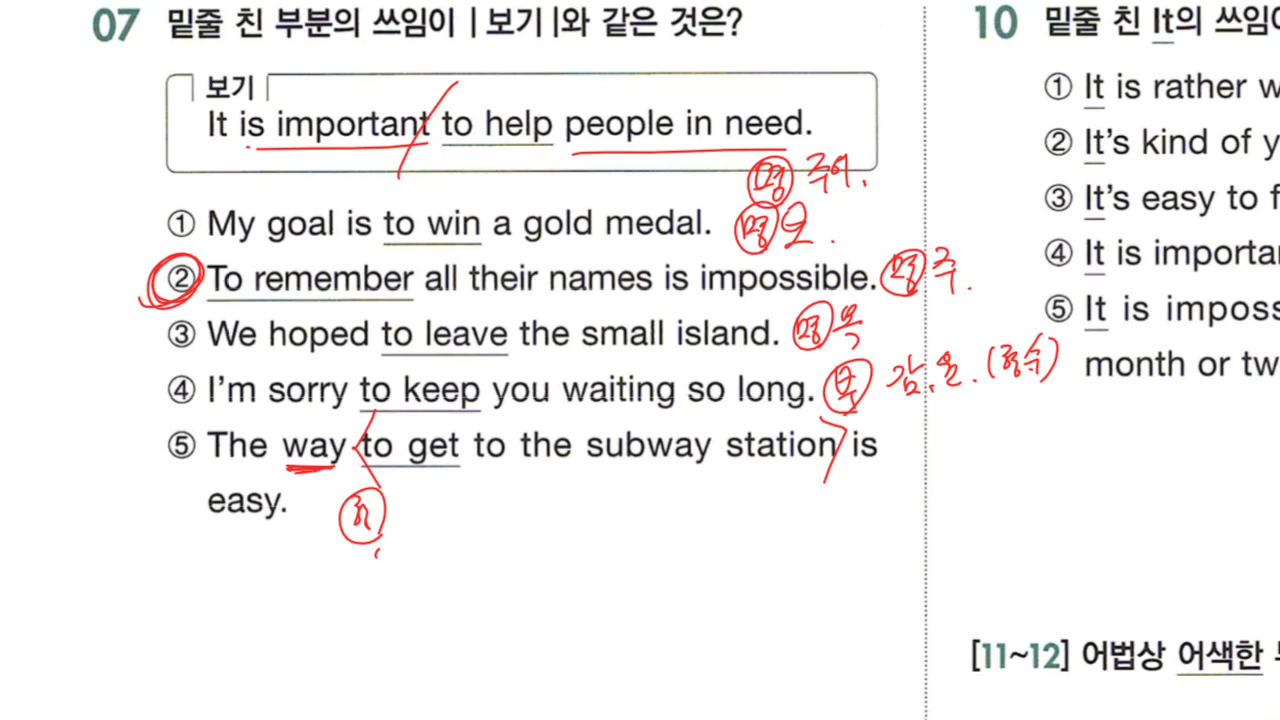 07 밑줄 친 부분의 쓰임이 | 보기 |와 같은 것은?
보기
It is important to help people in need.
명 주어.
① My goal is to win a gold medal. 명 보.
② To remember all their names is impossible. 명 주.
③ We hoped to leave the small island. 명 목
④ I'm sorry to keep you waiting so long. 부 감.원. (형수)
⑤ The way to get to the subway station is
easy.
형
10 밑줄 친 It의 쓰임이
① It is rather w
② It's kind of y
③ It's easy to f
④ It is importa
⑤ It is imposs
month or tw
[11~12] 어법상 어색한